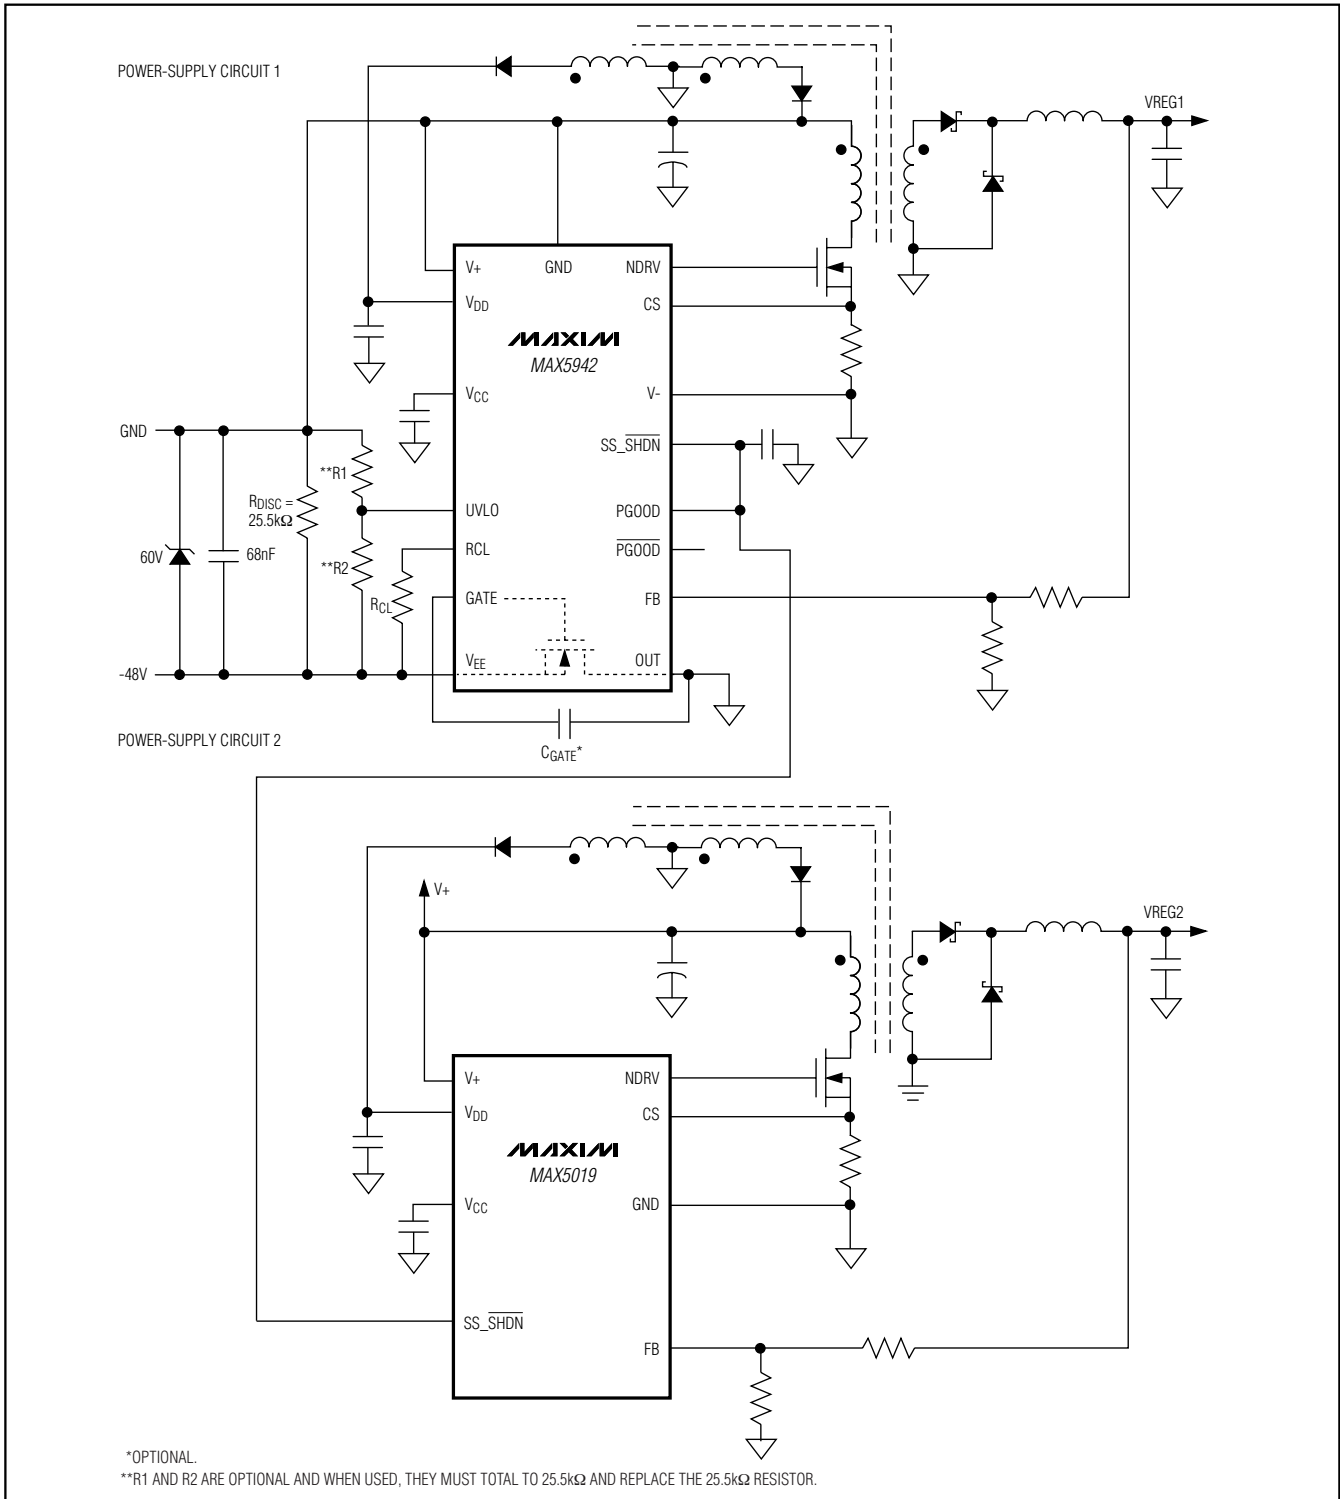 POWER-SUPPLY CIRCUIT 1
VREG1
V+
GND
NDRV
VDD
CS
MAXIM
MAX5942
VCC
V-
GND
SS_SHDN
**R1
RDISC =
25.5kΩ
UVLO
PGOOD
60V
68nF
**R2
RCL
PGOOD
RCL
GATE
FB
VEE
OUT
-48V
POWER-SUPPLY CIRCUIT 2
CGATE*
V+
VREG2
V+
NDRV
VDD
CS
MAXIM
MAX5019
VCC
GND
SS_SHDN
FB
*OPTIONAL.
**R1 AND R2 ARE OPTIONAL AND WHEN USED, THEY MUST TOTAL TO 25.5kΩ AND REPLACE THE 25.5kΩ RESISTOR.